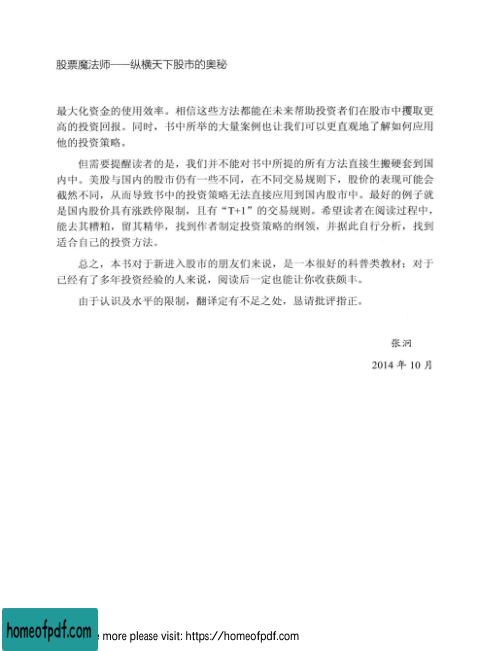 股票魔法师——纵横天下股市的奥秘
最大化资金的使用效率。相信这些方法都能在未来帮助投资者们在股市中攫取更
高的投资回报。同时，书中所举的大量案例也让我们可以更直观地了解如何应用
他的投资策略。
但需要提醒读者的是，我们并不能对书中所提的所有方法直接生搬硬套到国
内中。美股与国内的股市仍有一些不同，在不同交易规则下，股价的表现可能会
截然不同，从而导致书中的投资策略无法直接应用到国内股市中。最好的例子就
是国内股价具有涨跌停限制，且有“T+1”的交易规则。希望读者在阅读过程中，
能去其糟粕，留其精华，找到作者制定投资策略的纲领，并据此自行分析，找到
适合自己的投资方法。
总之，本书对于新进入股市的朋友们来说，是一本很好的科普类教材；对于
已经有了多年投资经验的人来说，阅读后一定也能让你收获颇丰。
由于认识及水平的限制，翻译定有不足之处，恳请批评指正。
张泂
2014 年 10 月
homeofpdf.com
more please visit: https://homeofpdf.com